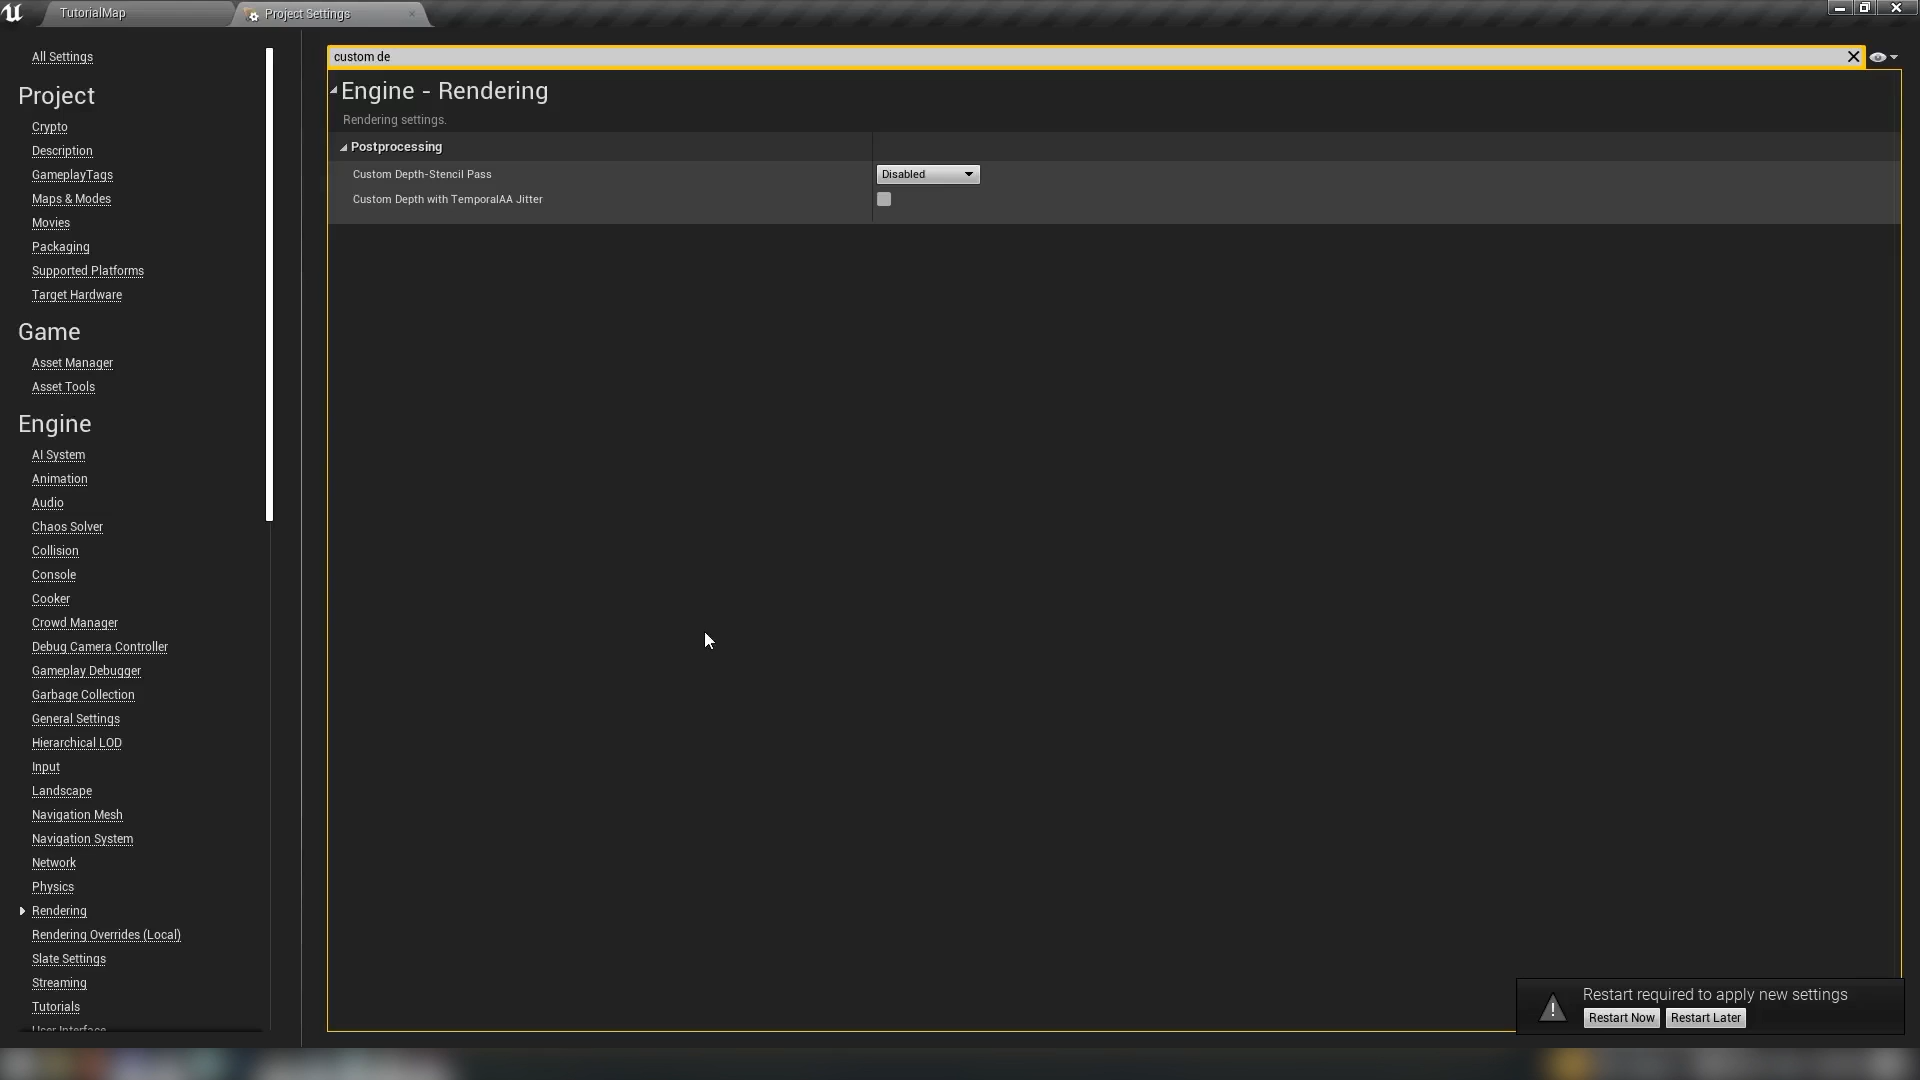 TutorialMap
Project Settings
All Settings
Project
Crypto
Description
GameplayTags
Maps & Modes
Movies
Packaging
Supported Platforms
Target Hardware
Game
Asset Manager
Asset Tools
Engine
AI System
Animation
Audio
Chaos Solver
Collision
Console
Cooker
Crowd Manager
Debug Camera Controller
Gameplay Debugger
Garbage Collection
General Settings
Hierarchical LOD
Input
Landscape
Navigation Mesh
Navigation System
Network
Physics
Rendering
Rendering Overrides (Local)
Slate Settings
Streaming
Tutorials
User Interface
custom de
Engine - Rendering
Rendering settings.
Postprocessing
Custom Depth-Stencil Pass
Disabled
Custom Depth with TemporalAA Jitter
Restart required to apply new settings
Restart Now
Restart Later